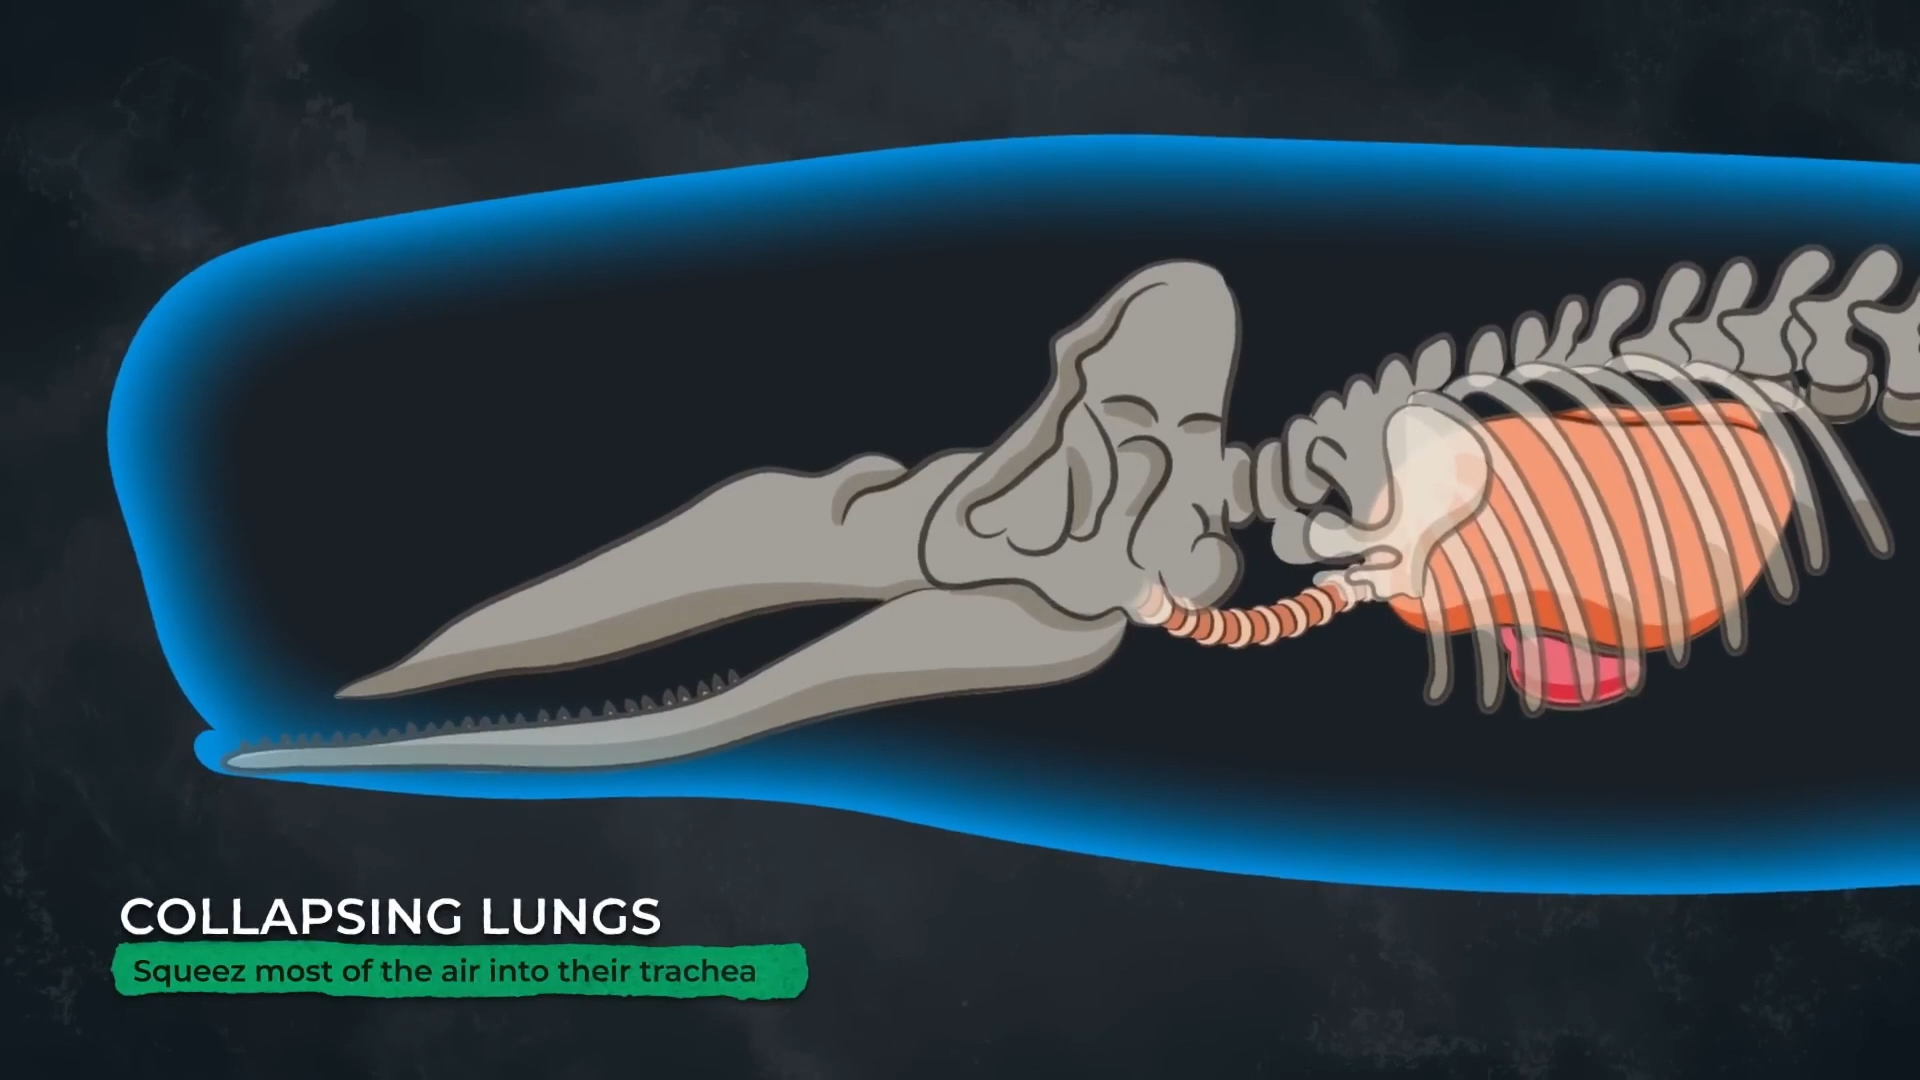 COLLAPSING LUNGS
Squeez most of the air into their trachea